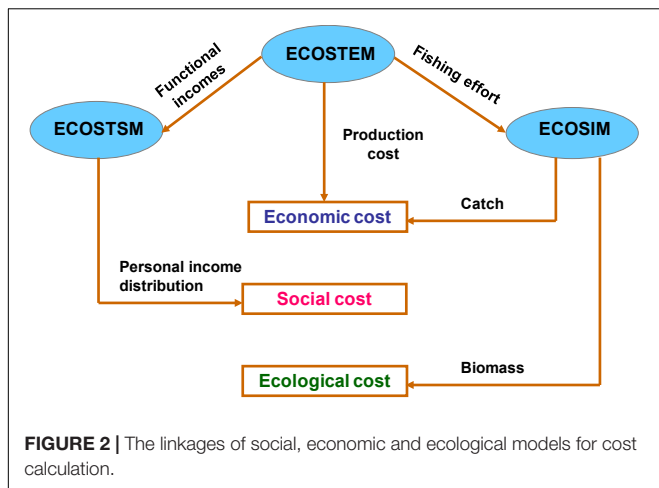 ECOSTEM
Functional
incomes
Fishing effort
ECOSTSM
ECOSIM
Production
cost
Economic cost
Catch
Personal income
distribution
Social cost
Ecological cost
Biomass
FIGURE 2 | The linkages of social, economic and ecological models for cost
calculation.